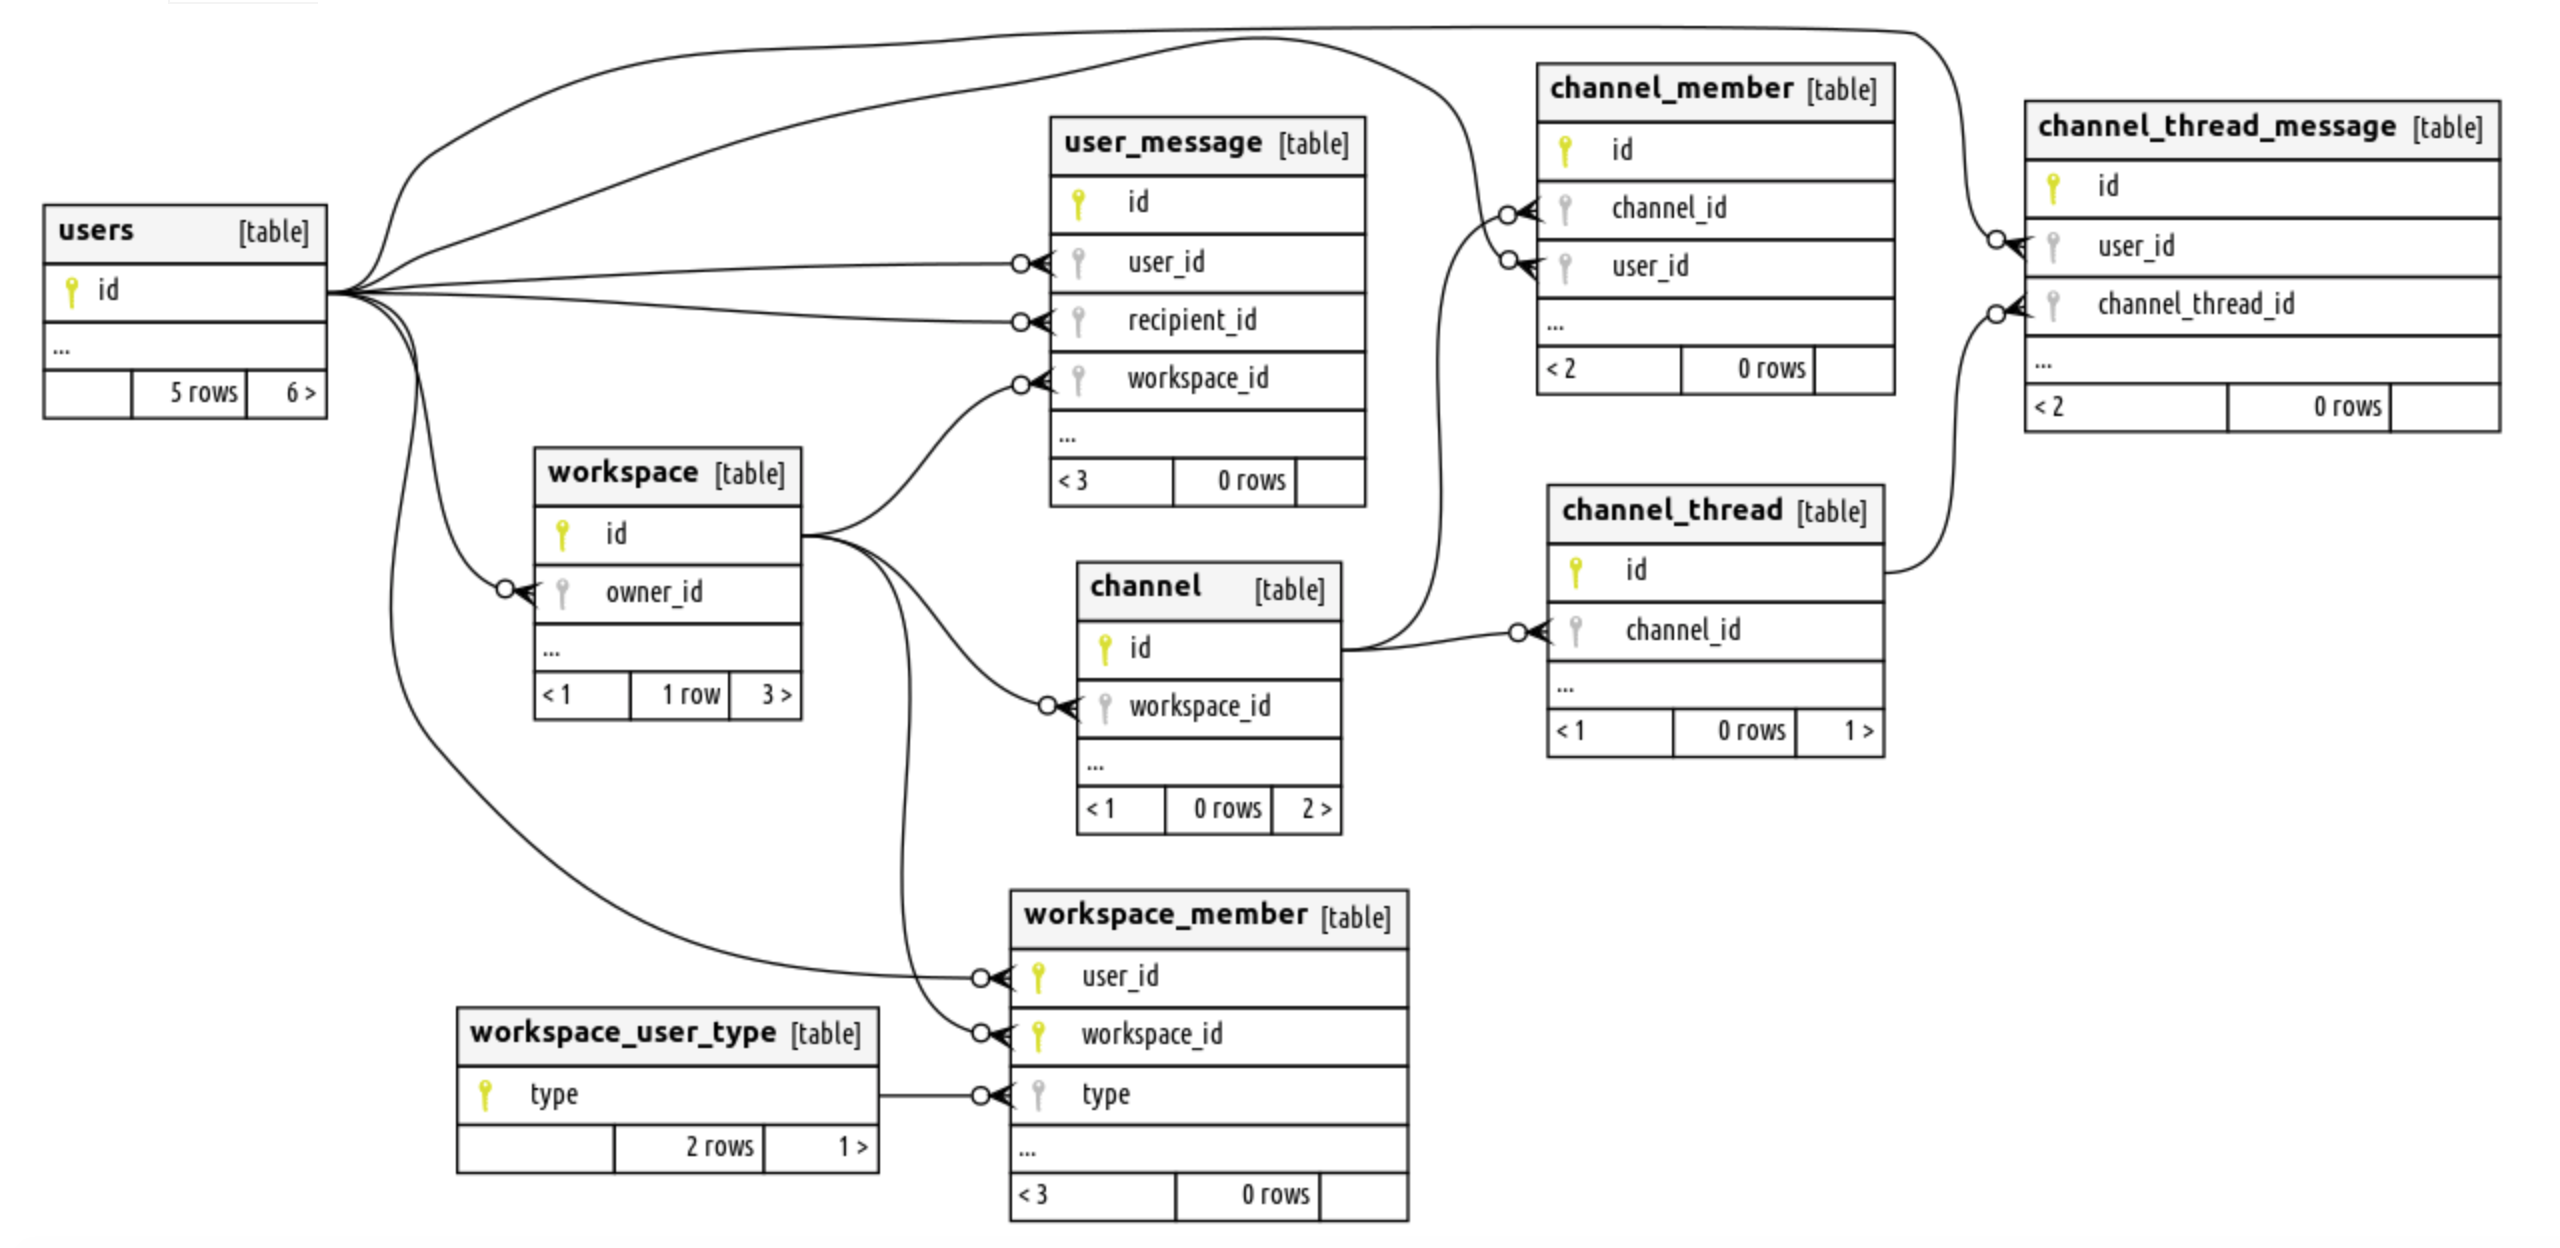 users [table]
id
...
5 rows 6 >
workspace [table]
id
owner_id
...
< 1 1 row 3 >
workspace_user_type [table]
type
2 rows 1 >
user_message [table]
id
user_id
recipient_id
workspace_id
...
< 3 0 rows
channel [table]
id
workspace_id
...
< 1 0 rows 2 >
workspace_member [table]
user_id
workspace_id
type
...
< 3 0 rows
channel_member [table]
id
channel_id
user_id
...
< 2 0 rows
channel_thread [table]
id
channel_id
...
< 1 0 rows 1 >
channel_thread_message [table]
id
user_id
channel_thread_id
...
< 2 0 rows